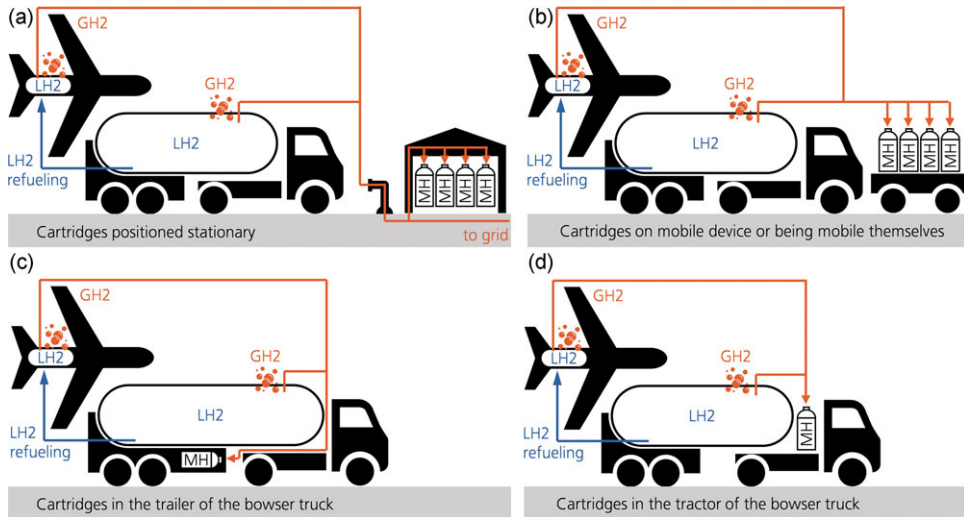 (a)
GH2
LH2
GH2
LH2
LH2
refueling
MH MH MH MH
Cartridges positioned stationary
to grid
(b)
GH2
LH2
GH2
LH2
LH2
refueling
MH MH MH MH
Cartridges on mobile device or being mobile themselves
(c)
GH2
LH2
GH2
LH2
LH2
refueling
MH
Cartridges in the trailer of the bowser truck
(d)
GH2
LH2
GH2
LH2
LH2
refueling
MH
Cartridges in the tractor of the bowser truck